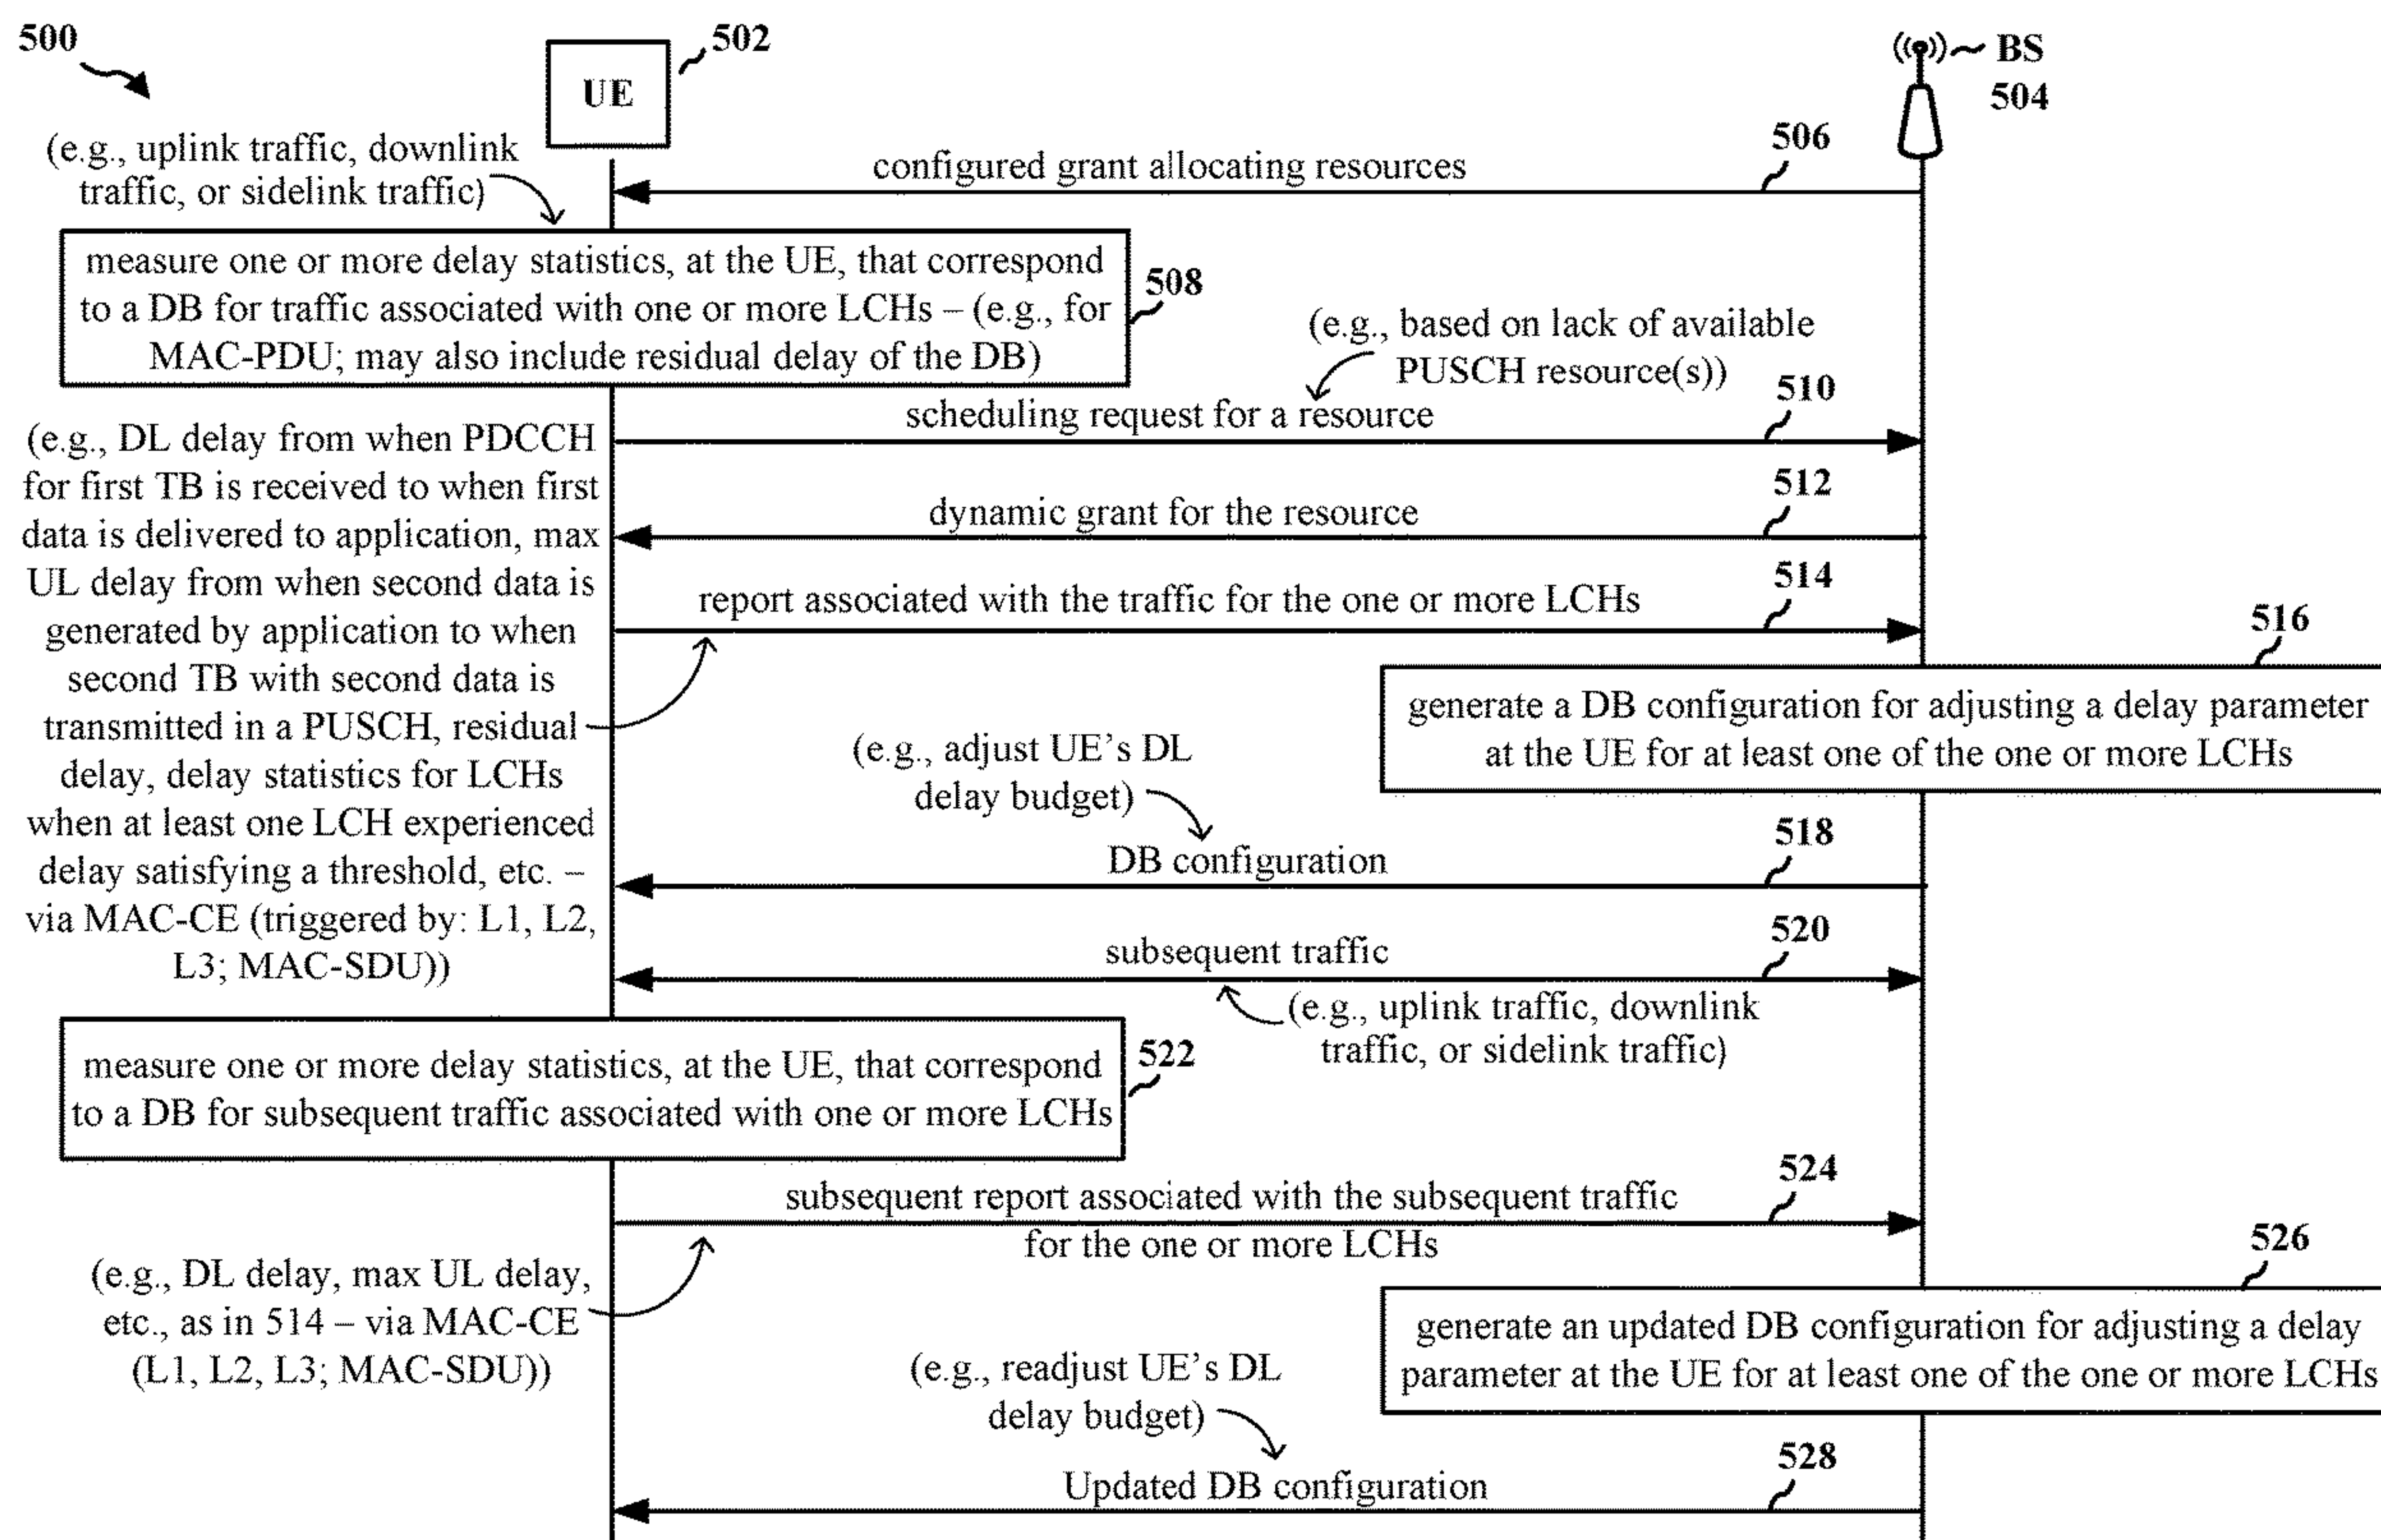 500
UE
502
BS
504
(e.g., uplink traffic, downlink
traffic, or sidelink traffic)
configured grant allocating resources
506
measure one or more delay statistics, at the UE, that correspond
to a DB for traffic associated with one or more LCHs – (e.g., for
MAC-PDU; may also include residual delay of the DB)
508
(e.g., based on lack of available
PUSCH resource(s))
scheduling request for a resource
510
(e.g., DL delay from when PDCCH
for first TB is received to when first
data is delivered to application, max
UL delay from when second data is
generated by application to when
second TB with second data is
transmitted in a PUSCH, residual
delay, delay statistics for LCHs
when at least one LCH experienced
delay satisfying a threshold, etc. –
via MAC-CE (triggered by: L1, L2,
L3; MAC-SDU))
dynamic grant for the resource
512
report associated with the traffic for the one or more LCHs
514
516
generate a DB configuration for adjusting a delay parameter
at the UE for at least one of the one or more LCHs
(e.g., adjust UE’s DL
delay budget)
DB configuration
518
subsequent traffic
520
(e.g., uplink traffic, downlink
traffic, or sidelink traffic)
measure one or more delay statistics, at the UE, that correspond
to a DB for subsequent traffic associated with one or more LCHs
522
subsequent report associated with the subsequent traffic
for the one or more LCHs
524
(e.g., DL delay, max UL delay,
etc., as in 514 – via MAC-CE
(L1, L2, L3; MAC-SDU))
526
generate an updated DB configuration for adjusting a delay
parameter at the UE for at least one of the one or more LCHs
(e.g., readjust UE’s DL
delay budget)
Updated DB configuration
528